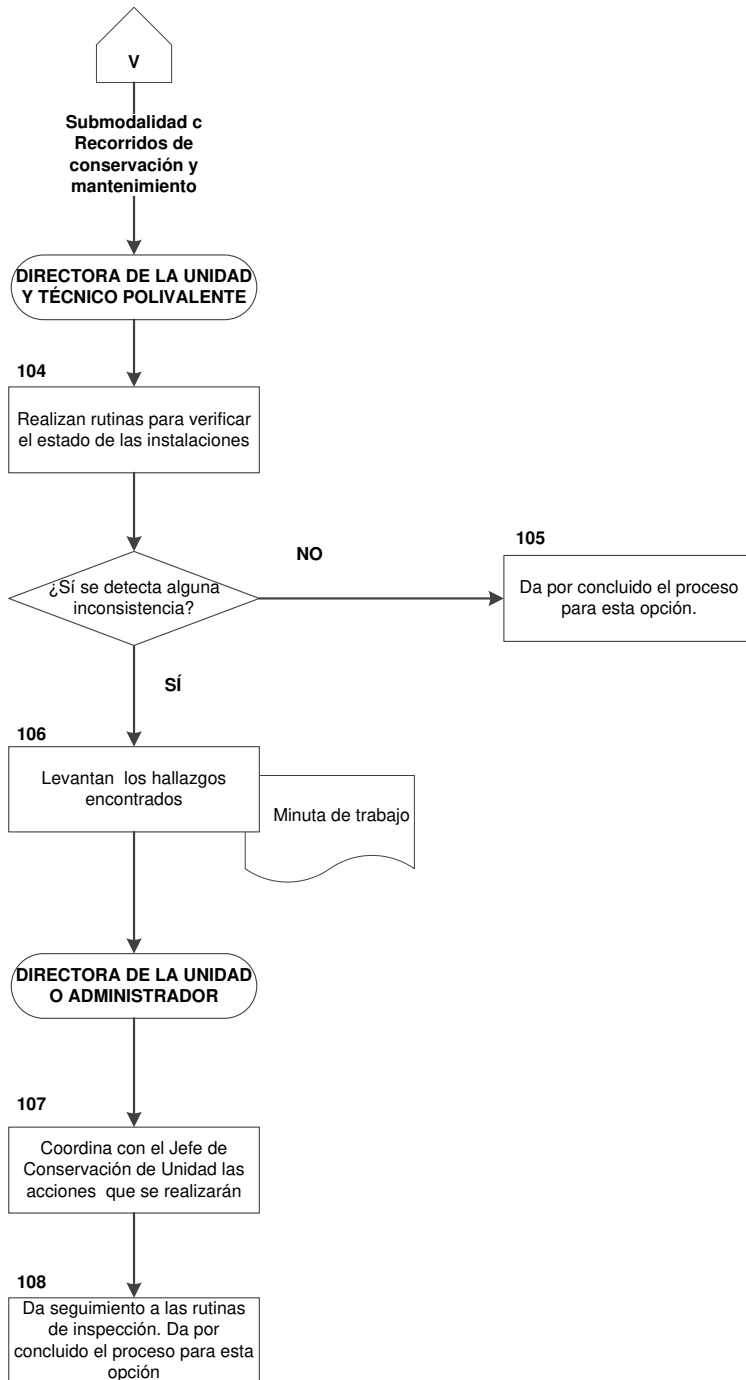 V
Submodalidad c
Recorridos de
conservación y
mantenimiento
DIRECTORA DE LA UNIDAD
Y TÉCNICO POLIVALENTE
104
Realizan rutinas para verificar
el estado de las instalaciones
¿Sí se detecta alguna
inconsistencia?
NO
105
Da por concluido el proceso
para esta opción.
SÍ
106
Levantan los hallazgos
encontrados
Minuta de trabajo
DIRECTORA DE LA UNIDAD
O ADMINISTRADOR
107
Coordina con el Jefe de
Conservación de Unidad las
acciones que se realizarán
108
Da seguimiento a las rutinas
de inspección. Da por
concluido el proceso para esta
opción